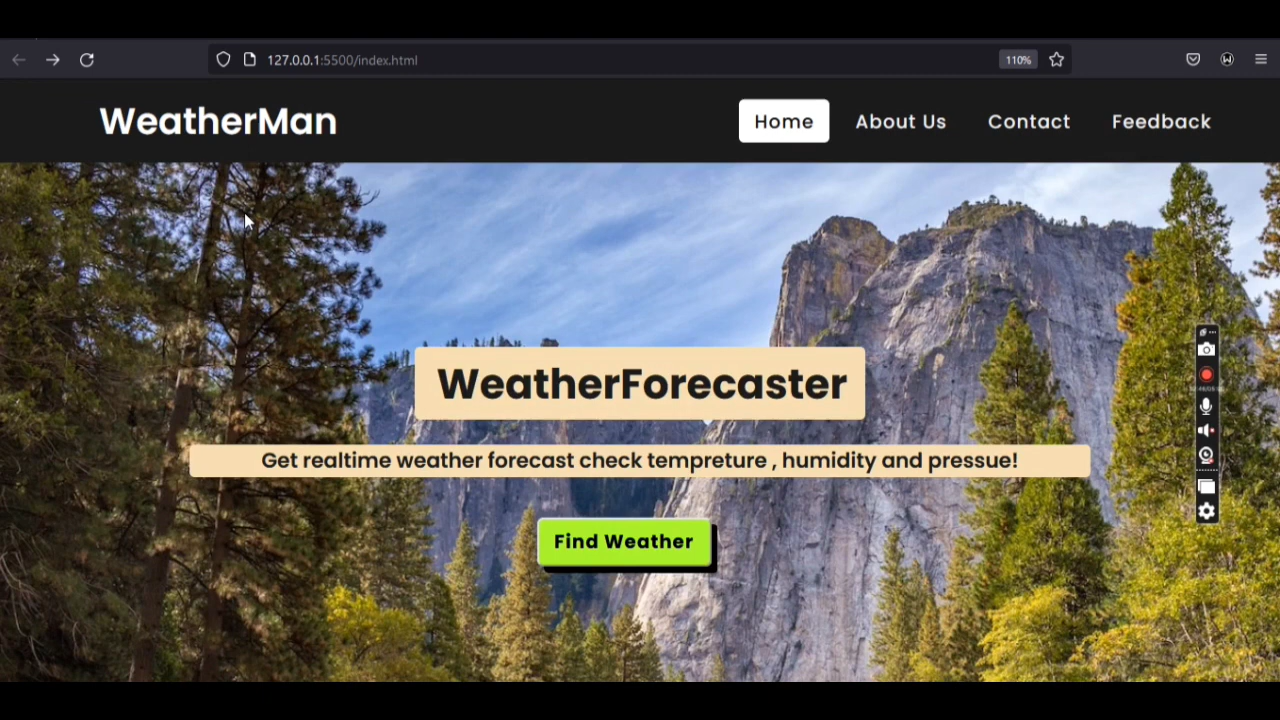 127.0.0.1:5500/index.html
110%
WeatherMan
Home
About Us
Contact
Feedback
WeatherForecaster
Get realtime weather forecast check tempreture , humidity and pressue!
Find Weather